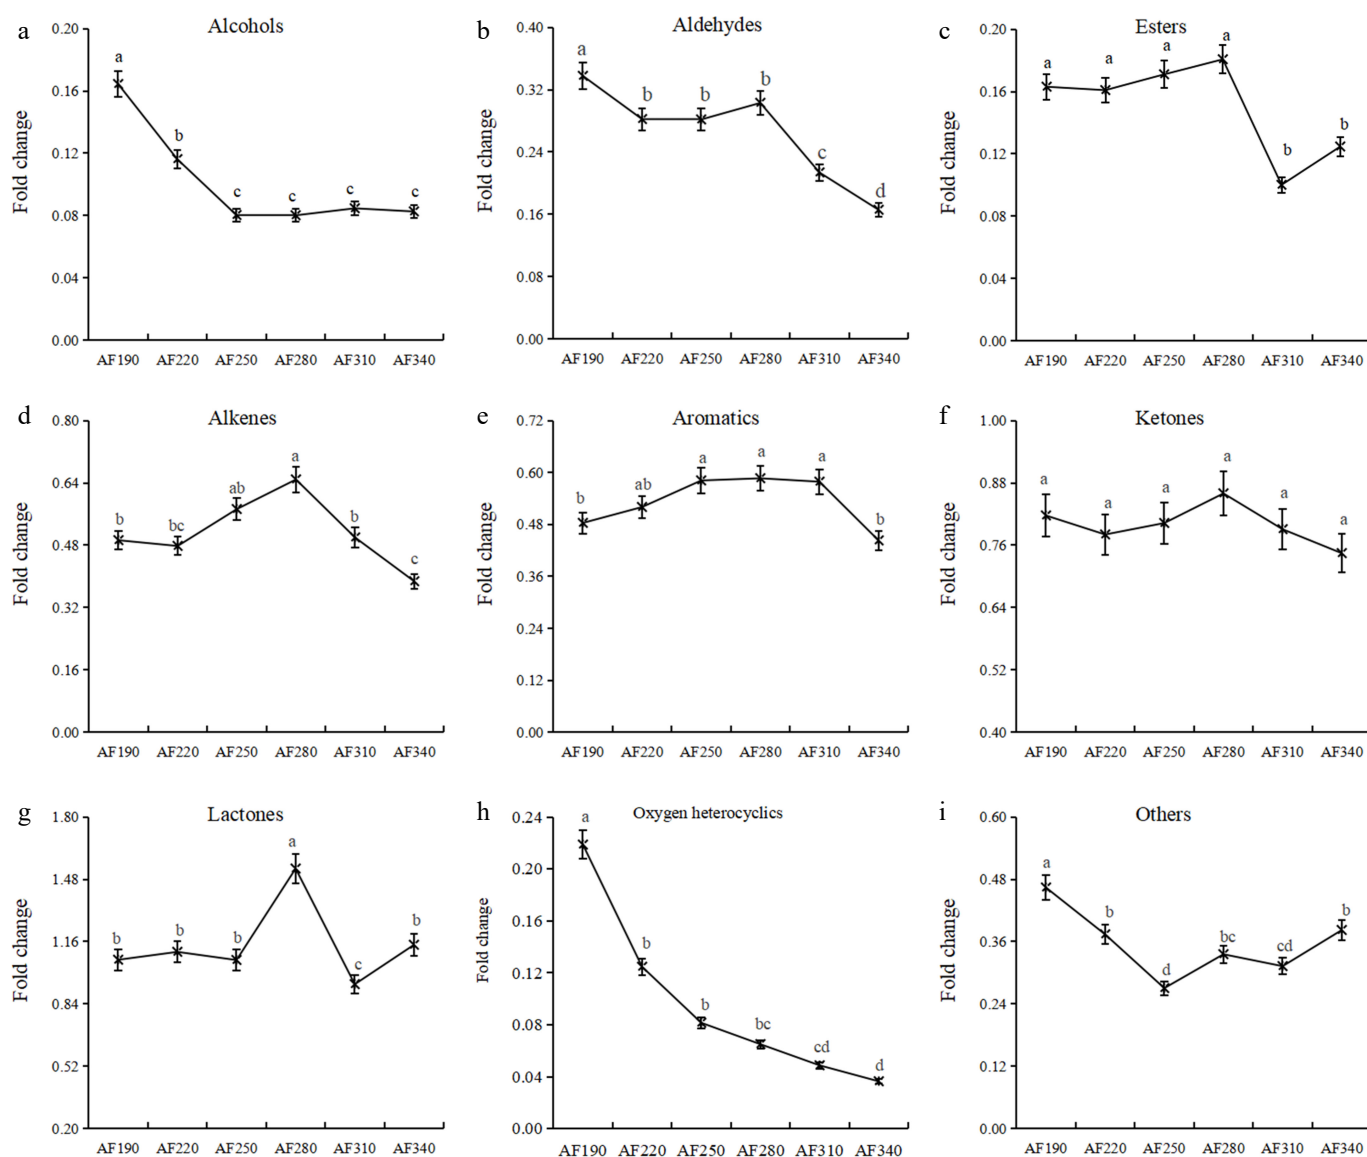 a
Alcohols
Fold change
0.20
0.16
0.12
0.08
0.04
0.00
a
b
c
c
c
c
AF190 AF220 AF250 AF280 AF310 AF340
b
Aldehydes
Fold change
0.40
0.32
0.24
0.16
0.08
0.00
a
b
b
b
c
d
AF190 AF220 AF250 AF280 AF310 AF340
c
Esters
Fold change
0.20
0.16
0.12
0.08
0.04
0.00
a
a
a
a
b
b
AF190 AF220 AF250 AF280 AF310 AF340
d
Alkenes
Fold change
0.80
0.64
0.48
0.32
0.16
0.00
b
bc
ab
a
b
c
AF190 AF220 AF250 AF280 AF310 AF340
e
Aromatics
Fold change
0.72
0.60
0.48
0.36
0.24
0.12
0.00
b
ab
a
a
a
b
AF190 AF220 AF250 AF280 AF310 AF340
f
Ketones
Fold change
1.00
0.88
0.76
0.64
0.52
0.40
a
a
a
a
a
a
AF190 AF220 AF250 AF280 AF310 AF340
g
Lactones
Fold change
1.80
1.48
1.16
0.84
0.52
0.20
b
b
b
a
c
b
AF190 AF220 AF250 AF280 AF310 AF340
h
Oxygen heterocyclics
Fold change
0.24
0.20
0.16
0.12
0.08
0.04
0.00
a
b
b
bc
cd
d
AF190 AF220 AF250 AF280 AF310 AF340
i
Others
Fold change
0.60
0.48
0.36
0.24
0.12
0.00
a
b
d
bc
cd
b
AF190 AF220 AF250 AF280 AF310 AF340